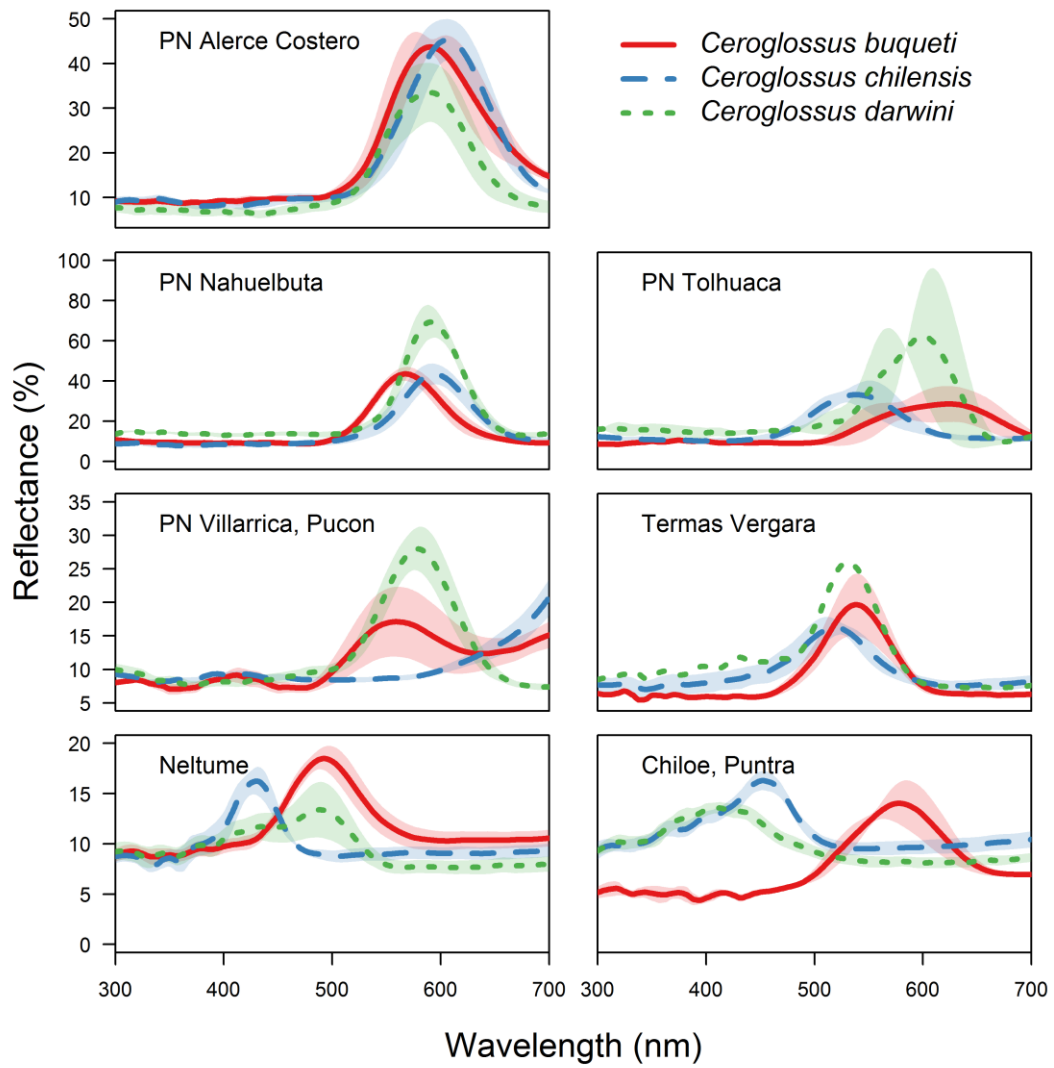 PN Alerce Costero
Ceroglossus buqueti
Ceroglossus chilensis
Ceroglossus darwini
50
40
30
20
10
PN Nahuelbuta
PN Tolhuaca
100
80
60
40
20
0
PN Villarrica, Pucon
Termas Vergara
35
30
25
20
15
10
5
Neltume
Chiloe, Puntra
20
15
10
5
0
300 400 500 600 700
300 400 500 600 700
Reflectance (%)
Wavelength (nm)